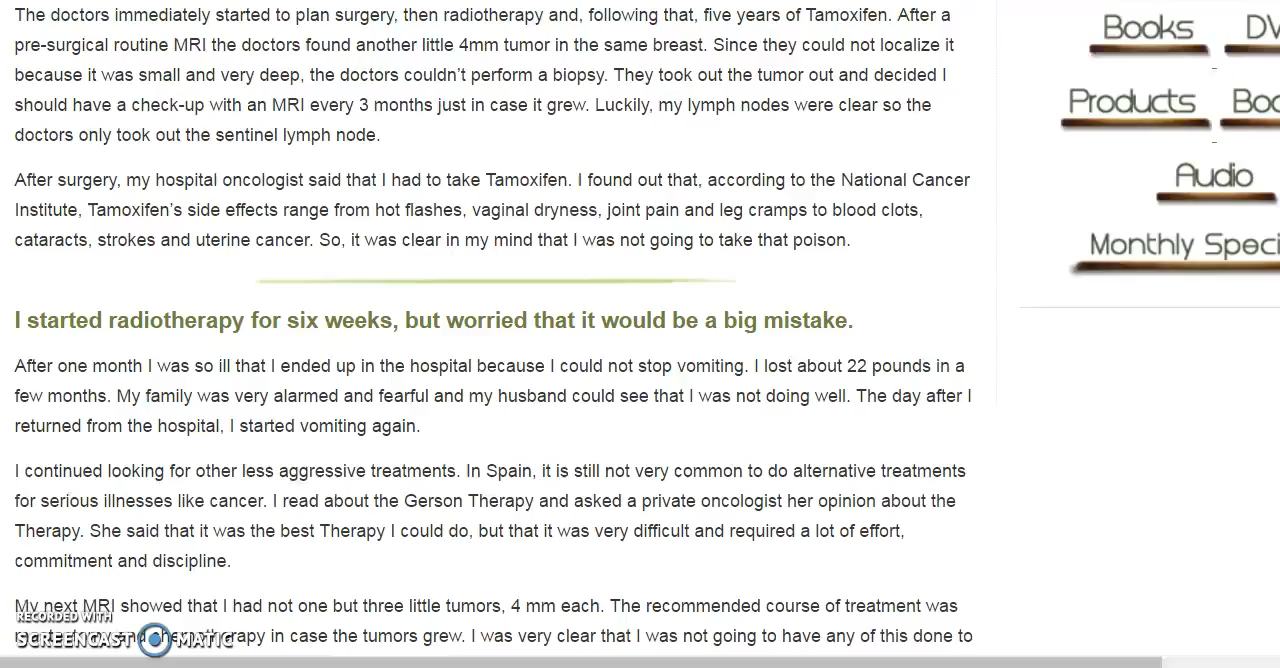 The doctors immediately started to plan surgery, then radiotherapy and, following that, five years of Tamoxifen. After a
pre-surgical routine MRI the doctors found another little 4mm tumor in the same breast. Since they could not localize it
because it was small and very deep, the doctors couldn’t perform a biopsy. They took out the tumor out and decided I
should have a check-up with an MRI every 3 months just in case it grew. Luckily, my lymph nodes were clear so the
doctors only took out the sentinel lymph node.
After surgery, my hospital oncologist said that I had to take Tamoxifen. I found out that, according to the National Cancer
Institute, Tamoxifen’s side effects range from hot flashes, vaginal dryness, joint pain and leg cramps to blood clots,
cataracts, strokes and uterine cancer. So, it was clear in my mind that I was not going to take that poison.
I started radiotherapy for six weeks, but worried that it would be a big mistake.
After one month I was so ill that I ended up in the hospital because I could not stop vomiting. I lost about 22 pounds in a
few months. My family was very alarmed and fearful and my husband could see that I was not doing well. The day after I
returned from the hospital, I started vomiting again.
I continued looking for other less aggressive treatments. In Spain, it is still not very common to do alternative treatments
for serious illnesses like cancer. I read about the Gerson Therapy and asked a private oncologist her opinion about the
Therapy. She said that it was the best Therapy I could do, but that it was very difficult and required a lot of effort,
commitment and discipline.
My next MRI showed that I had not one but three little tumors, 4 mm each. The recommended course of treatment was
in case the tumors grew. I was very clear that I was not going to have any of this done to
Books
Products
Audio
Monthly
RECORDED WITH
SCREENCAST MATIC